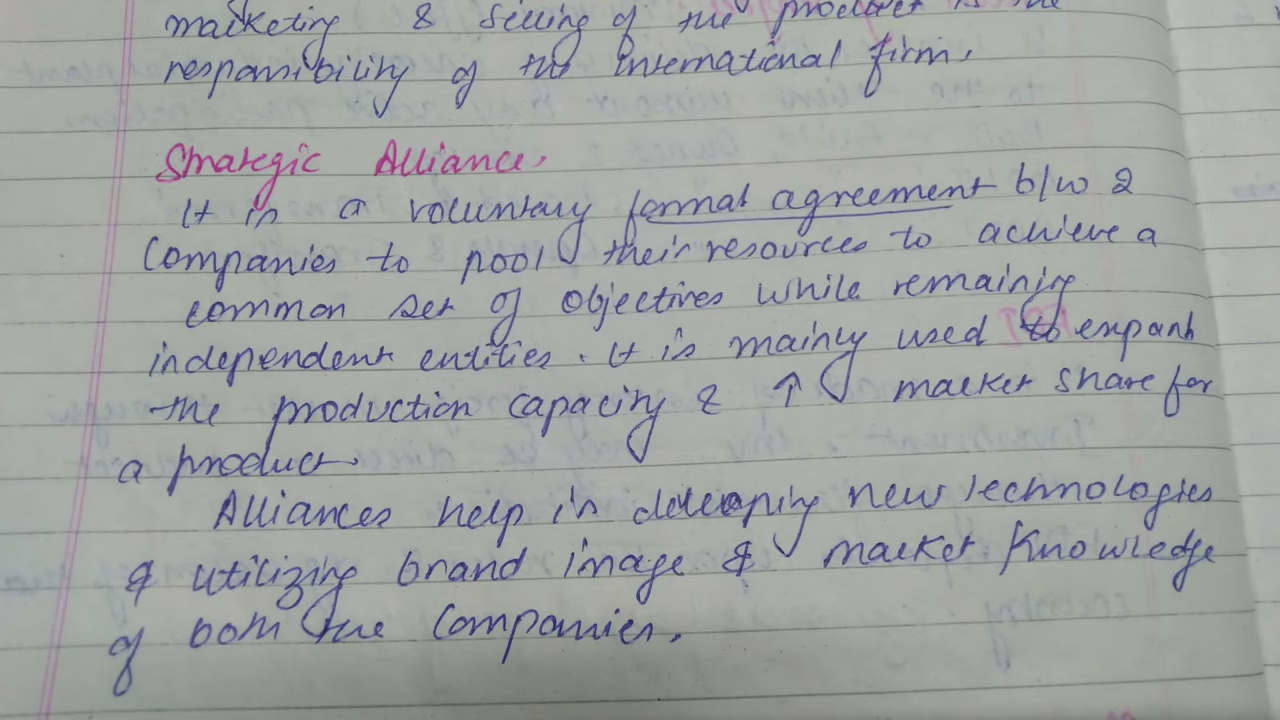 marketing & selling of the product is the
responsibility of the international firm.
Strategic Alliance.
It is a voluntary formal agreement b/w 2
Companies to pool their resources to achieve a
common set of objectives while remaining
independent entities. It is mainly used to expand
the production capacity & ↑ market share for
a product.
Alliances help in developing new technologies
& utilizing brand image & market knowledge
of both the Companies.